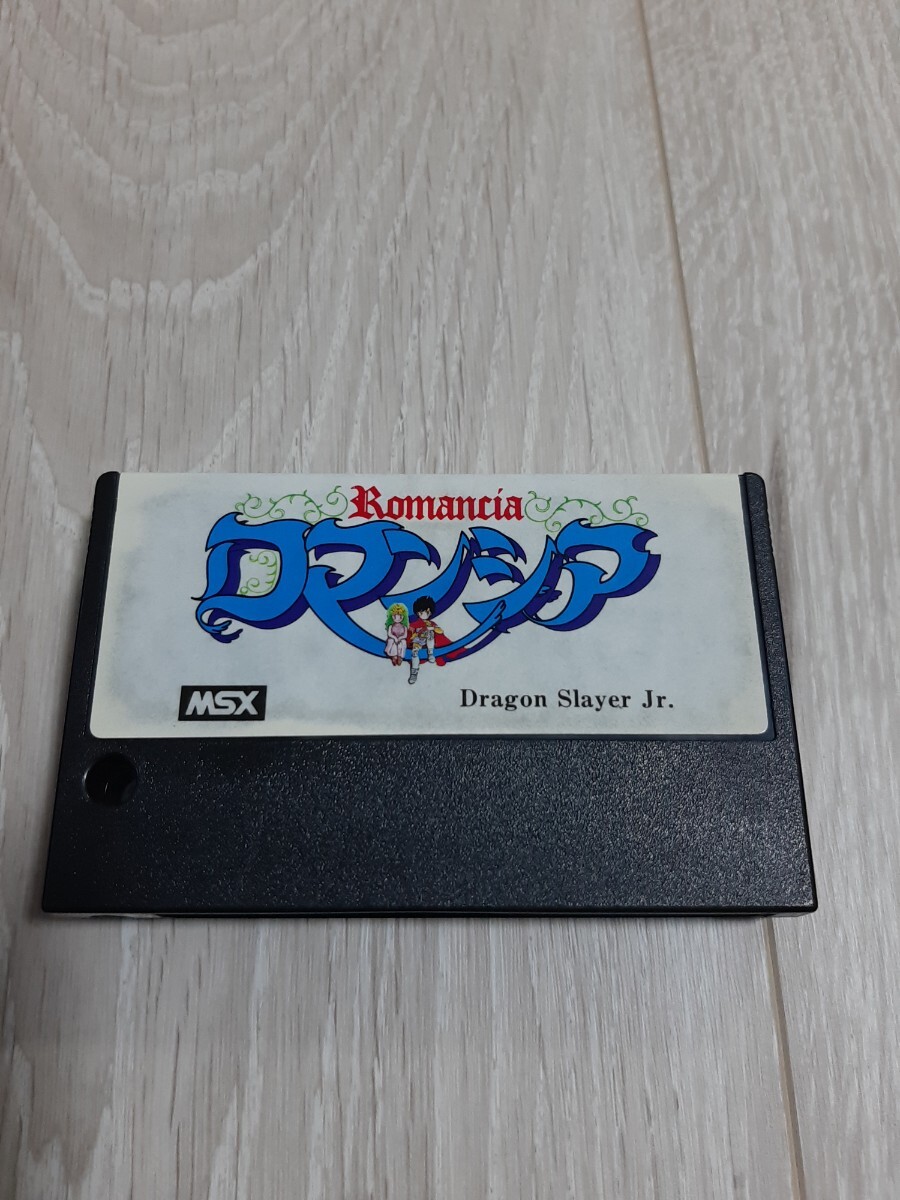 Romancia
ロマンシア
MSX
Dragon Slayer Jr.